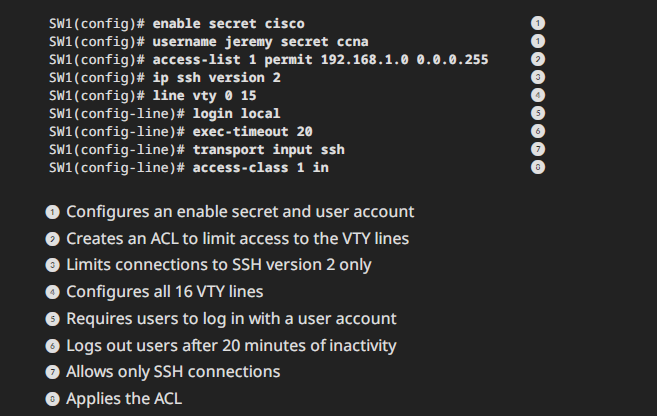 SW1(config)# enable secret cisco 1
SW1(config)# username jeremy secret ccna 1
SW1(config)# access-list 1 permit 192.168.1.0 0.0.0.255 2
SW1(config)# ip ssh version 2 3
SW1(config)# line vty 0 15 4
SW1(config-line)# login local 5
SW1(config-line)# exec-timeout 20 6
SW1(config-line)# transport input ssh 7
SW1(config-line)# access-class 1 in 8
1 Configures an enable secret and user account
2 Creates an ACL to limit access to the VTY lines
3 Limits connections to SSH version 2 only
4 Configures all 16 VTY lines
5 Requires users to log in with a user account
6 Logs out users after 20 minutes of inactivity
7 Allows only SSH connections
8 Applies the ACL